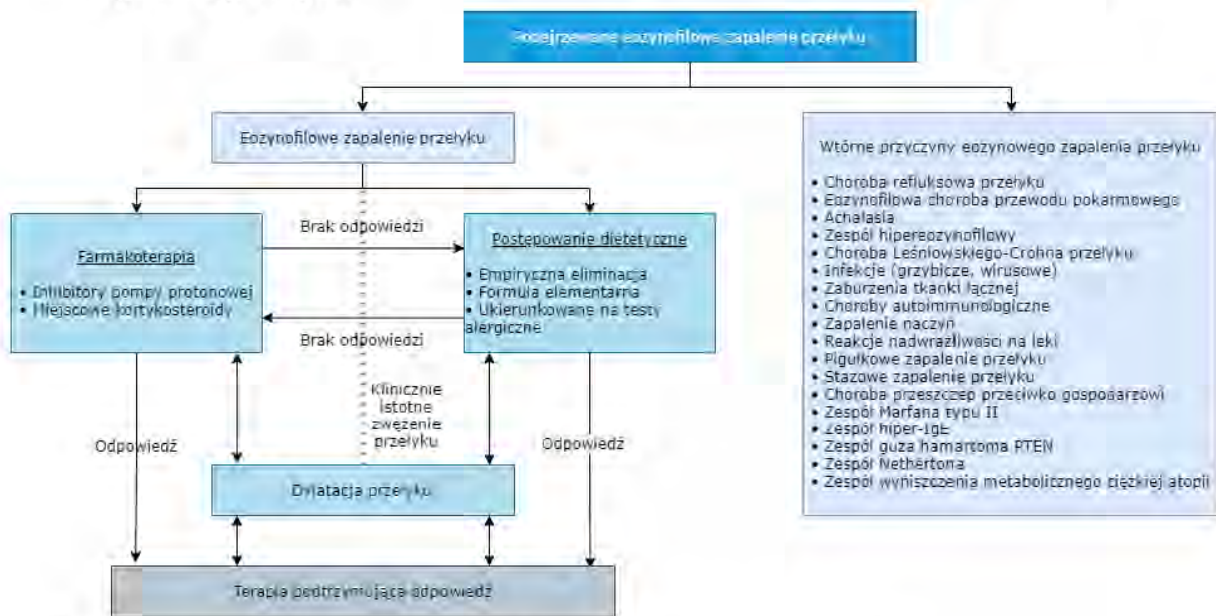 Podejrzewane eozynofilowe zapalenie przełyku
Eozynofilowe zapalenie przełyku
Farmakoterapia
• Inhibitory pompy protonowej
• Miejscowe kortykosteroidy
Brak odpowiedzi
Brak odpowiedzi
Postępowanie dietetyczne
• Empiryczna eliminacja
• Formuła elementarna
• Ukierunkowane na testy
alergiczne
Klinicznie
istotne
zwężenie
przełyku
Odpowiedź
Odpowiedź
Dylatacja przełyku
Terapia podtrzymująca odpowiedź
Wtórne przyczyny eozynowego zapalenia przełyku
• Choroba refluksowa przełyku
• Eozynofilowa choroba przewodu pokarmowego
• Achalasia
• Zespół hipereozynofilowy
• Choroba Leśniowskiego-Crohna przełyku
• Infekcje (grzybicze, wirusowe)
• Zaburzenia tkanki łącznej
• Choroby autoimmunologiczne
• Zapalenie naczyń
• Reakcje nadwrażliwości na leki
• Pigułkowe zapalenie przełyku
• Stazowe zapalenie przełyku
• Choroba przeszczep przeciwko gospodarzowi
• Zespół Marfana typu II
• Zespół hiper-IgE
• Zespół guza hamartoma PTEN
• Zespół Nethertona
• Zespół wyniszczenia metabolicznego ciężkiej atopii